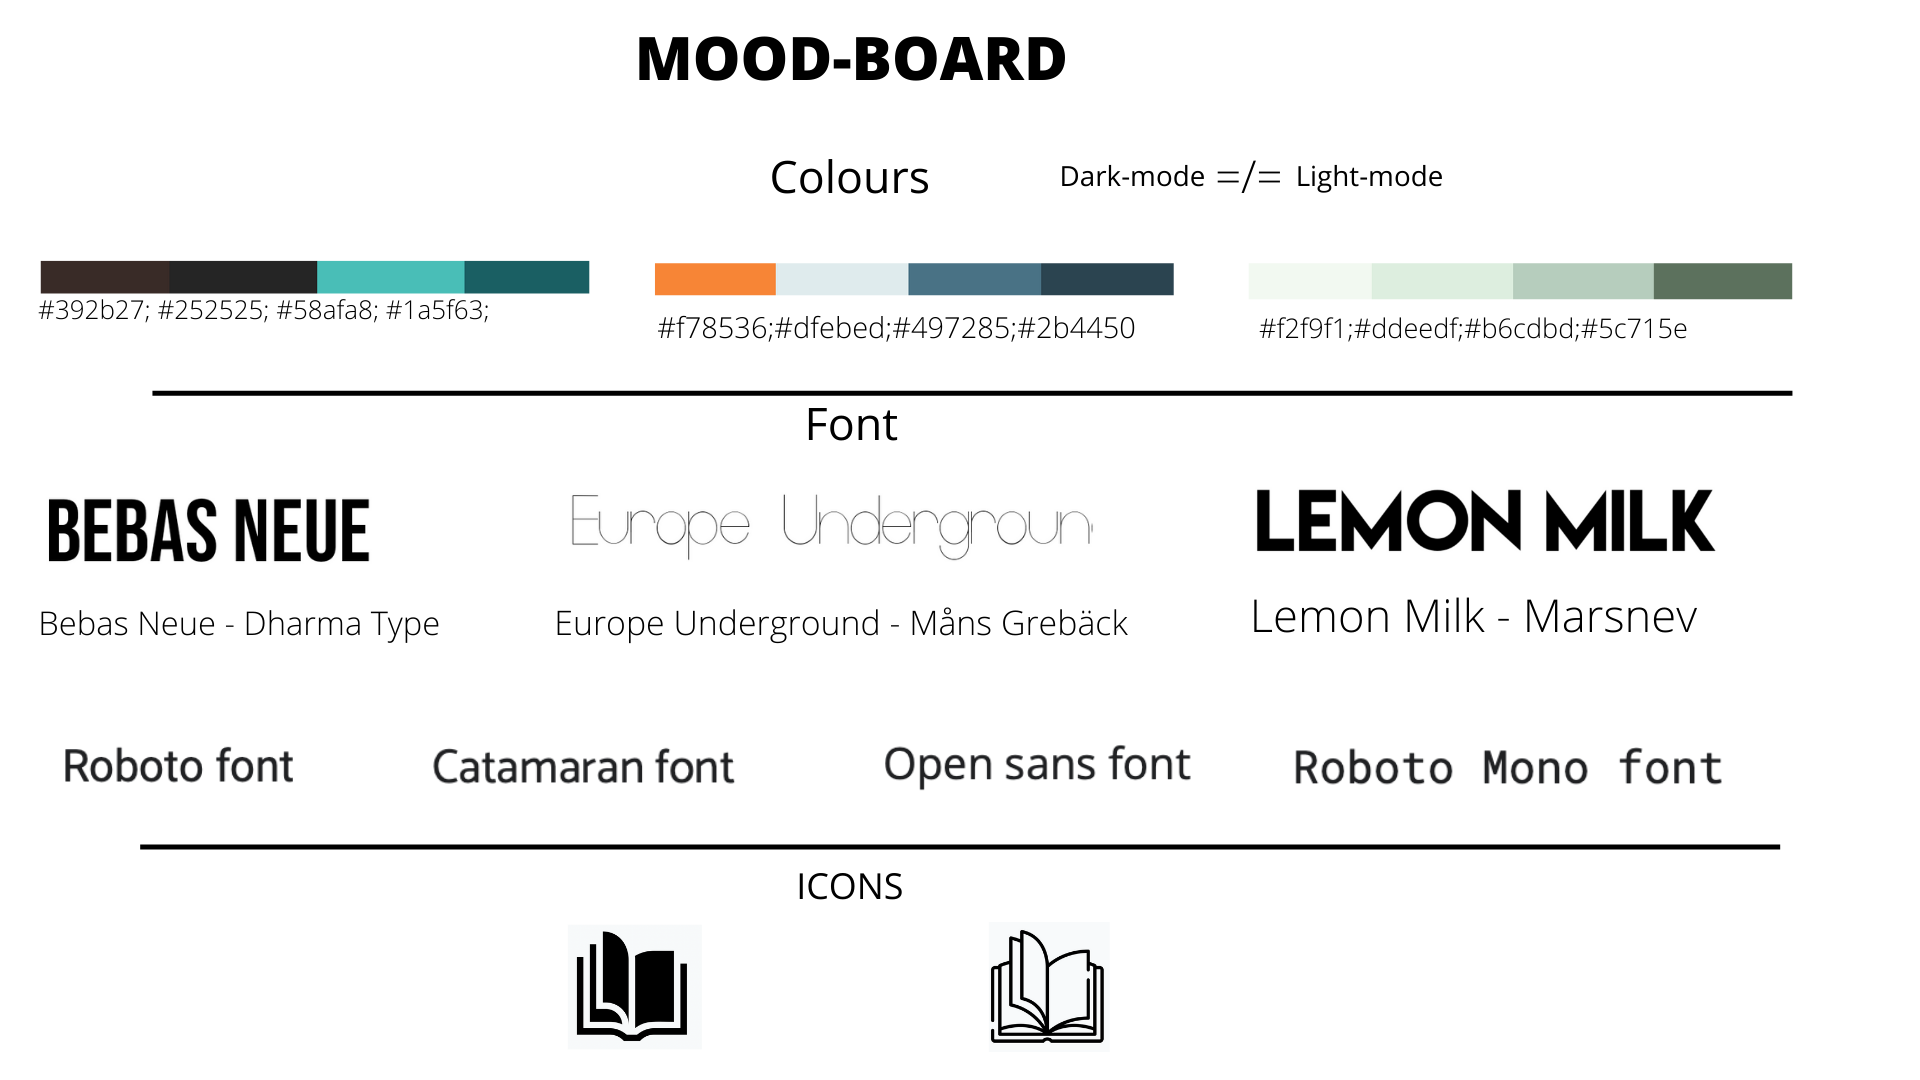 MOOD-BOARD
Colours
Dark-mode =/= Light-mode
#392b27; #252525; #58afa8; #1a5f63;
#f78536;#dfebed;#497285;#2b4450
#f2f9f1;#ddeedf;#b6cdbd;#5c715e
Font
BEBAS NEUE
Europe Undergroun
LEMON MILK
Bebas Neue - Dharma Type
Europe Underground - Måns Grebäck
Lemon Milk - Marsnev
Roboto font
Catamaran font
Open sans font
Roboto Mono font
ICONS